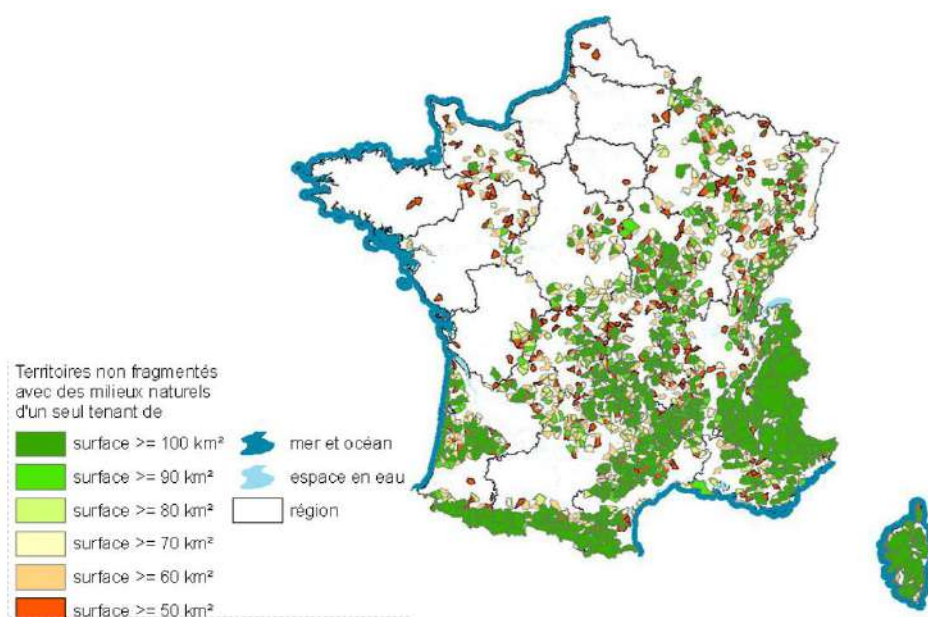 Territoires non fragmentés
avec des milieux naturels
d'un seul tenant de
surface >= 100 km²
surface >= 90 km²
surface >= 80 km²
surface >= 70 km²
surface >= 60 km²
surface >= 50 km²
mer et océan
espace en eau
région